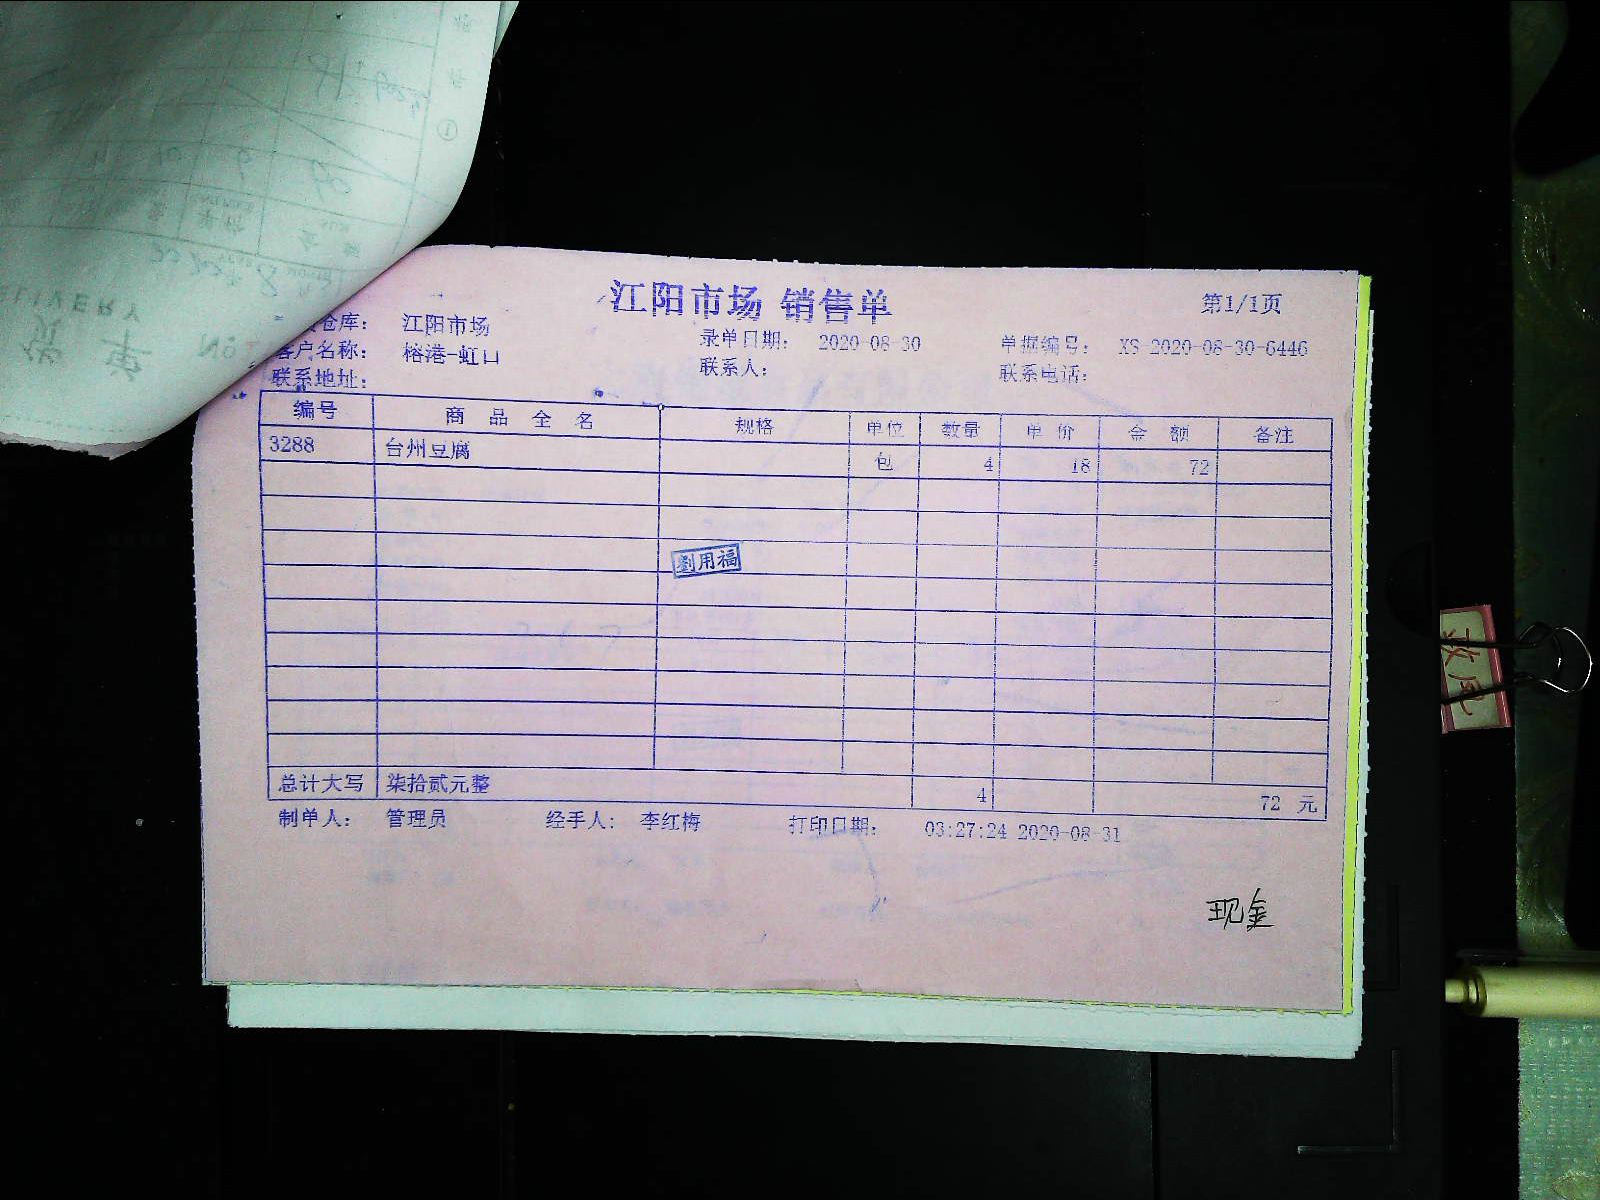 江阳市场 销售单
第1/1页
仓库： 江阳市场
录单日期： 2020-08-30
单据编号： XS-2020-08-30-6446
客户名称： 榕港-虹口
联系人：
联系电话：
联系地址：
编号 商品全名 规格 单位 数量 单价 金额 备注
3288 台州豆腐 包 4 18 72
劉用福
总计大写 柒拾贰元整 4 72 元
制单人： 管理员 经手人： 李红梅 打印日期： 03:27:24 2020-08-31
现金
ELIVERY
No